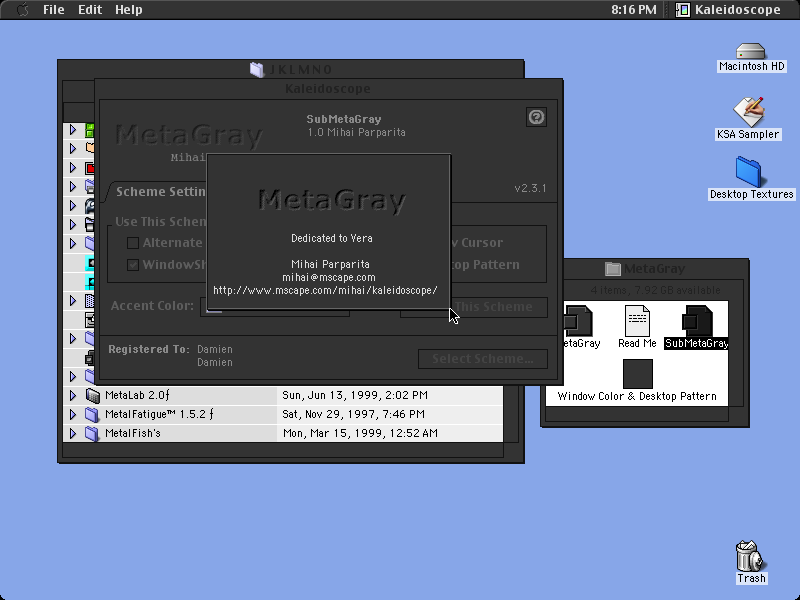 File Edit Help
8:16 PM
Kaleidoscope
JKLMNO
Macintosh HD
KSA Sampler
Desktop Textures
Kaleidoscope
MetaGray
Mihai
SubMetaGray
1.0 Mihai Parparita
v2.3.1
Scheme Settin
Use This Schem
Alternate
WindowSh
Cursor
top Pattern
Accent Color:
This Scheme
Registered To: Damien
Damien
Select Scheme...
MetaGray
Dedicated to Yera
Mihai Parparita
mihai@mscape.com
http://www.mscape.com/mihai/kaleidoscope/
MetaLab 2.0ƒ Sun, Jun 13, 1999, 2:02 PM
MetalFatigue™ 1.5.2 ƒ Sat, Nov 29, 1997, 7:46 PM
MetalFish's Mon, Mar 15, 1999, 12:52 AM
MetaGray
4 items, 7.92 GB available
etaGray
Read Me
SubMetaGray
Window Color & Desktop Pattern
Trash